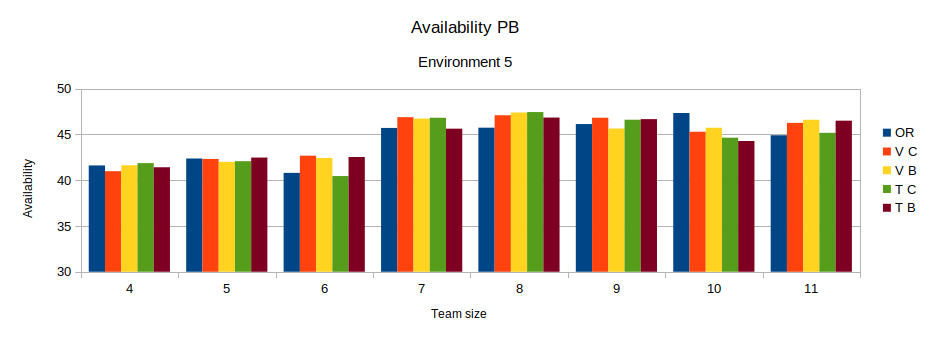 Availability PB
Environment 5
Availability
50
45
40
35
30
4 5 6 7 8 9 10 11
Team size
OR
V C
V B
T C
T B